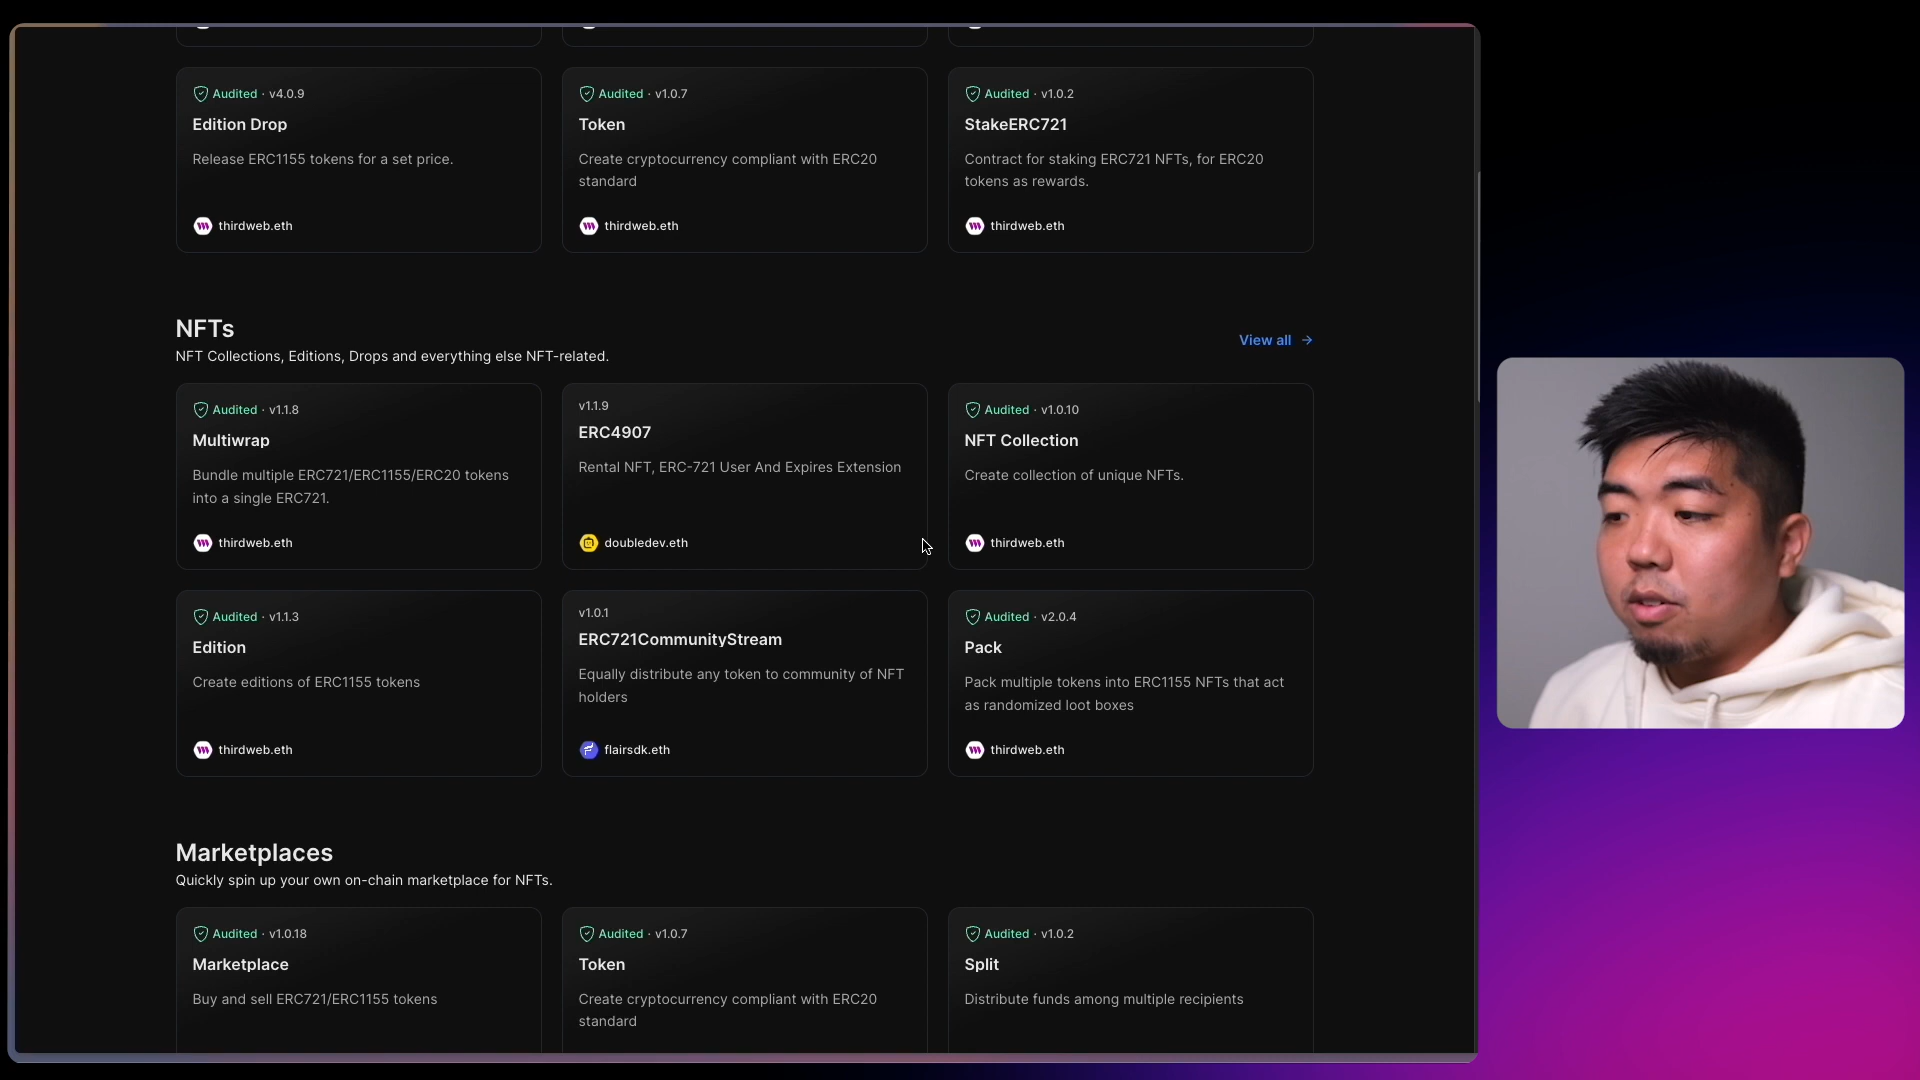 Audited · v4.0.9
Edition Drop
Release ERC1155 tokens for a set price.
thirdweb.eth
Audited · v1.0.7
Token
Create cryptocurrency compliant with ERC20
standard
thirdweb.eth
Audited · v1.0.2
StakeERC721
Contract for staking ERC721 NFTs, for ERC20
tokens as rewards.
thirdweb.eth
NFTs
NFT Collections, Editions, Drops and everything else NFT-related.
View all
Audited · v1.1.8
Multiwrap
Bundle multiple ERC721/ERC1155/ERC20 tokens
into a single ERC721.
thirdweb.eth
v1.1.9
ERC4907
Rental NFT, ERC-721 User And Expires Extension
doubledev.eth
Audited · v1.0.10
NFT Collection
Create collection of unique NFTs.
thirdweb.eth
Audited · v1.1.3
Edition
Create editions of ERC1155 tokens
thirdweb.eth
v1.0.1
ERC721CommunityStream
Equally distribute any token to community of NFT
holders
flairsdk.eth
Audited · v2.0.4
Pack
Pack multiple tokens into ERC1155 NFTs that act
as randomized loot boxes
thirdweb.eth
Marketplaces
Quickly spin up your own on-chain marketplace for NFTs.
Audited · v1.0.18
Marketplace
Buy and sell ERC721/ERC1155 tokens
Audited · v1.0.7
Token
Create cryptocurrency compliant with ERC20
standard
Audited · v1.0.2
Split
Distribute funds among multiple recipients